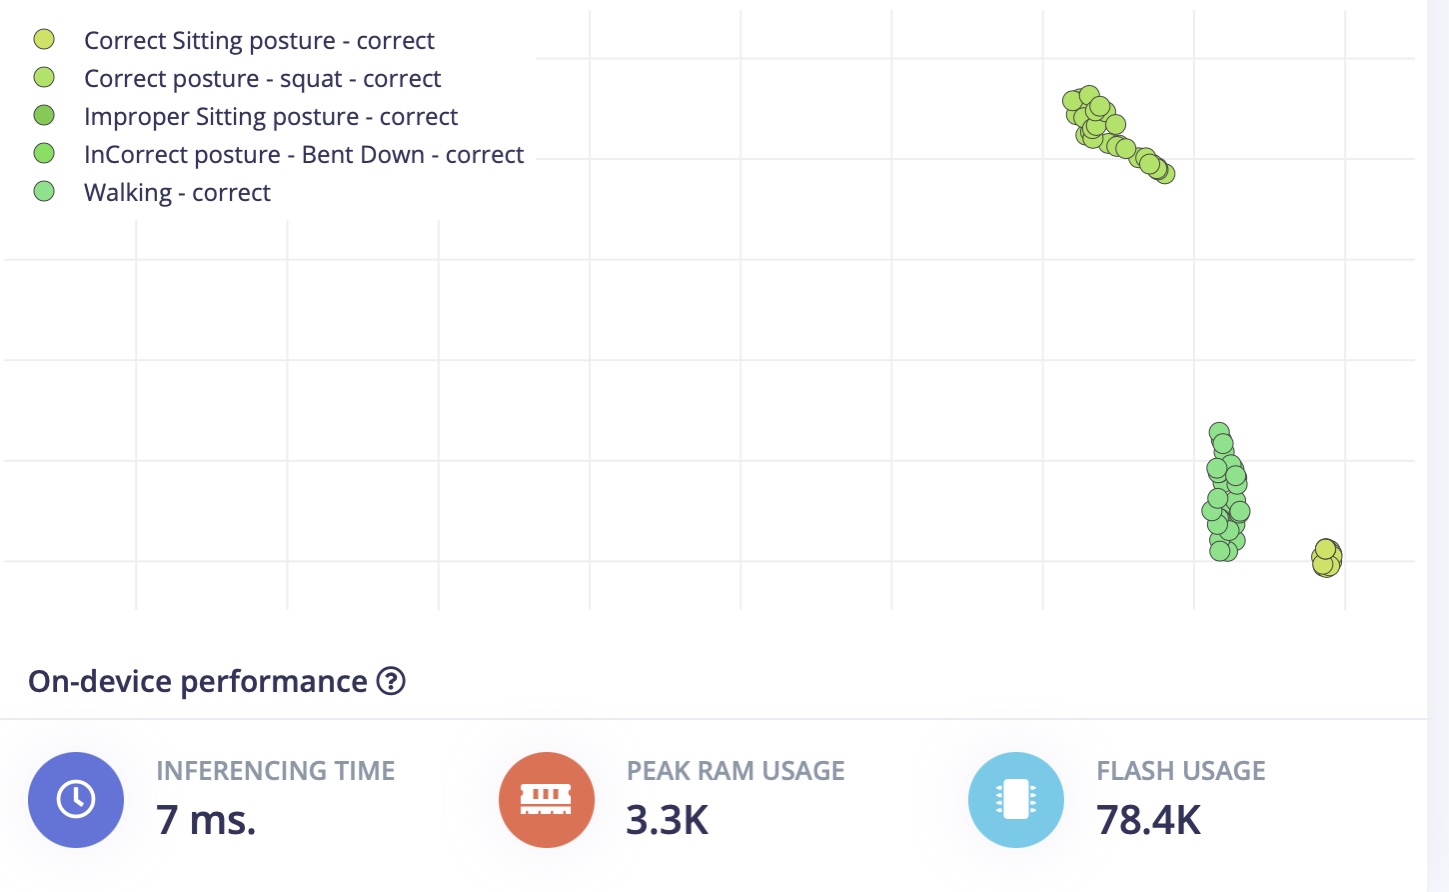 Correct Sitting posture - correct
Correct posture - squat - correct
Improper Sitting posture - correct
InCorrect posture - Bent Down - correct
Walking - correct
On-device performance ?
INFERENCING TIME
7 ms.
PEAK RAM USAGE
3.3K
FLASH USAGE
78.4K